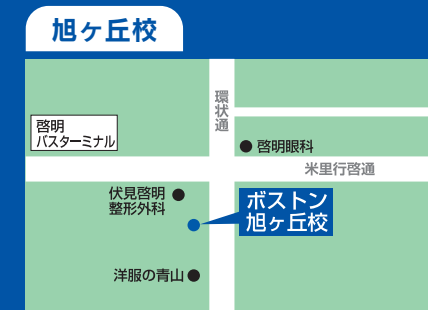 旭ヶ丘校
環状通
啓明
バスターミナル
啓明眼科
米里行啓通
伏見啓明
整形外科
ボストン
旭ヶ丘校
洋服の青山